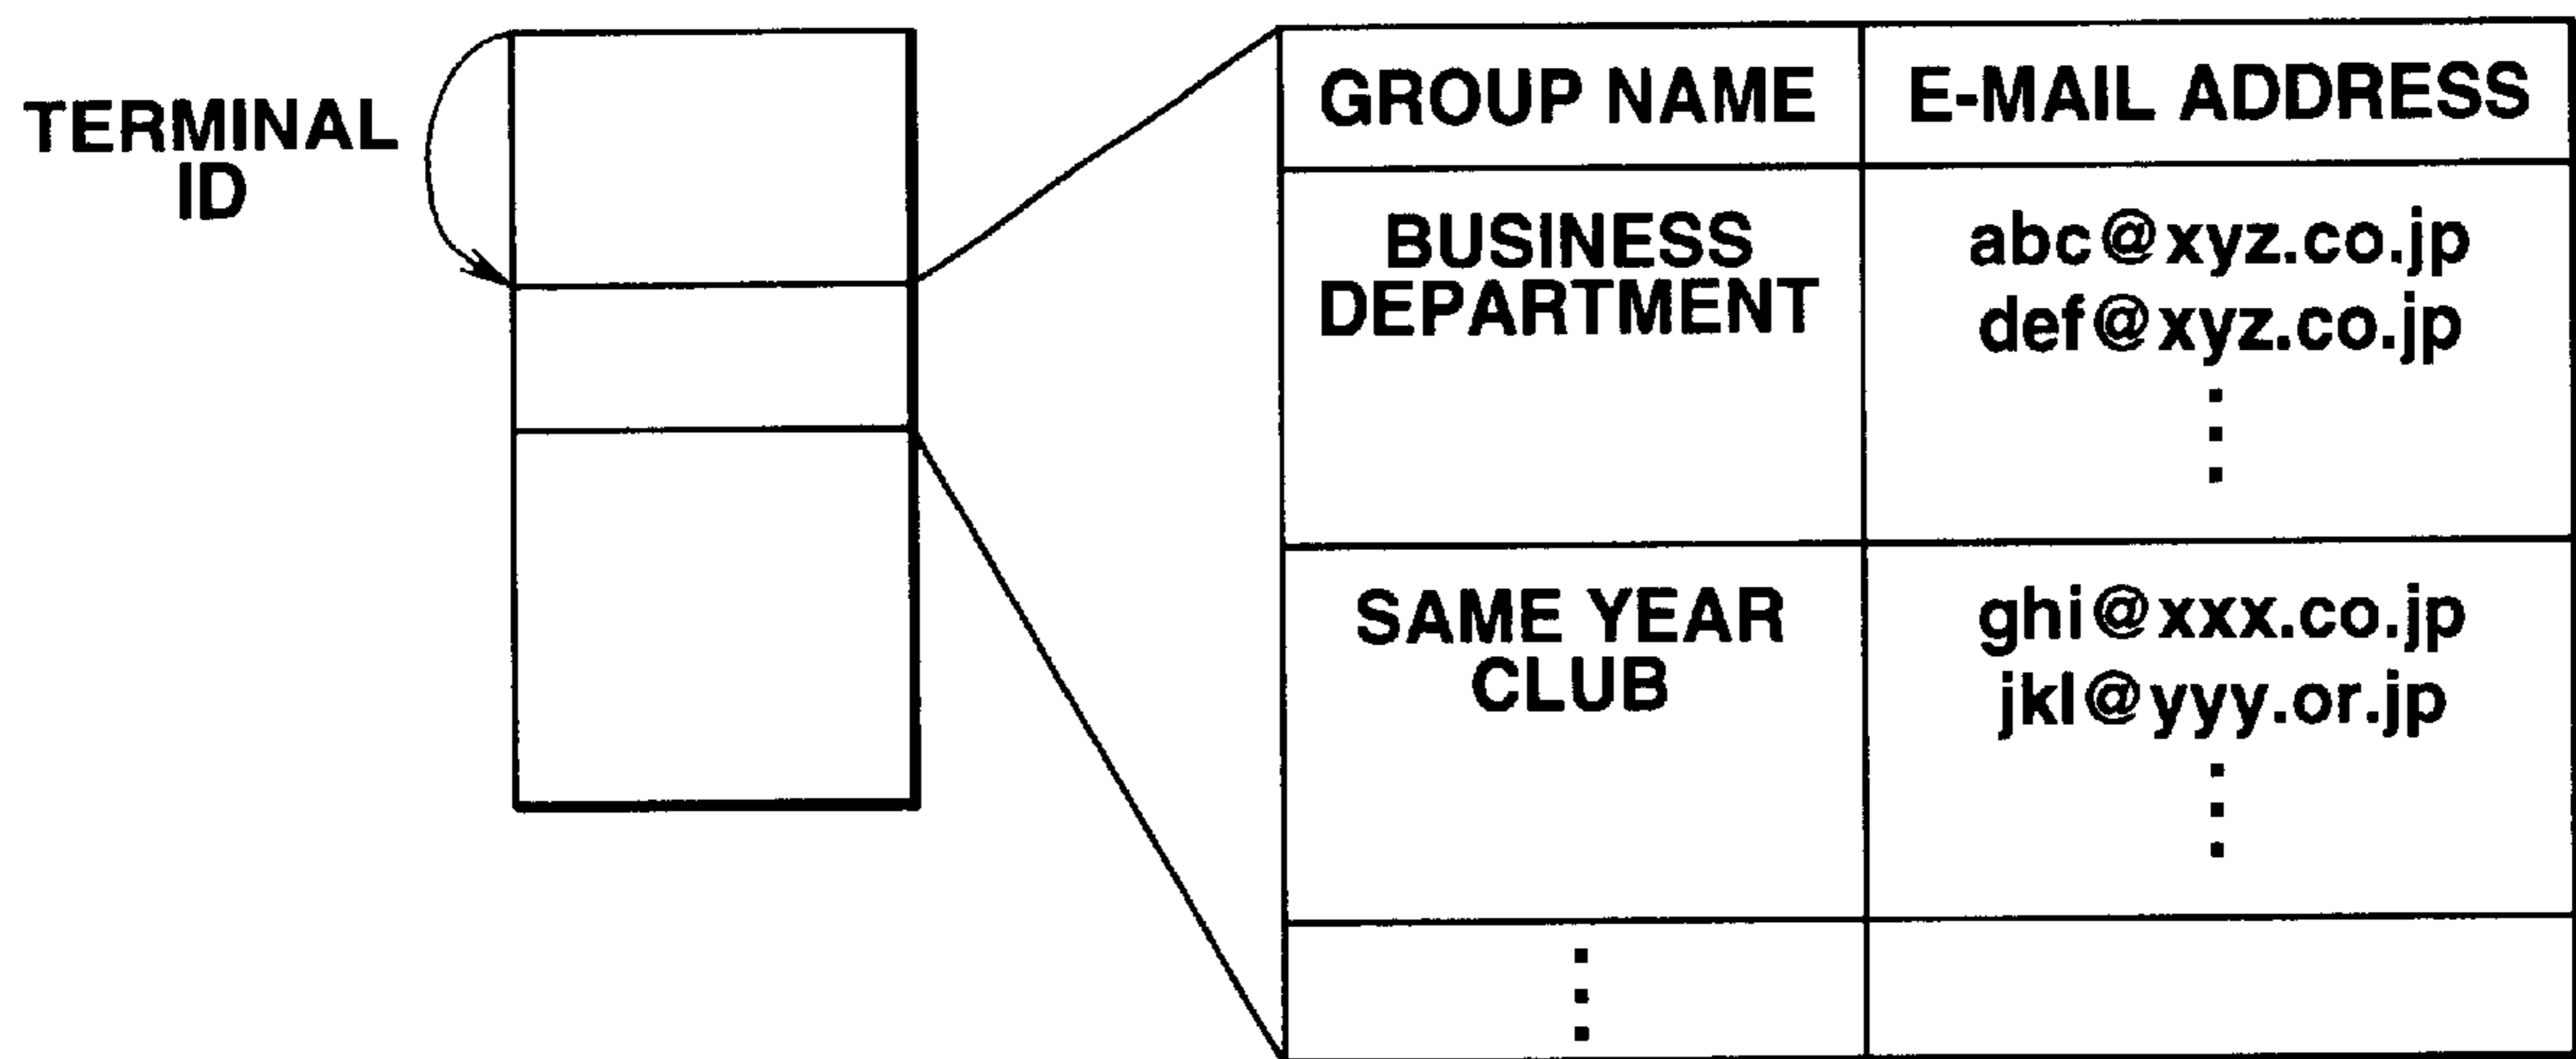 TERMINAL
ID
GROUP NAME
E-MAIL ADDRESS
BUSINESS
DEPARTMENT
abc@xyz.co.jp
def@xyz.co.jp
SAME YEAR
CLUB
ghi@xxx.co.jp
jkl@yyy.or.jp